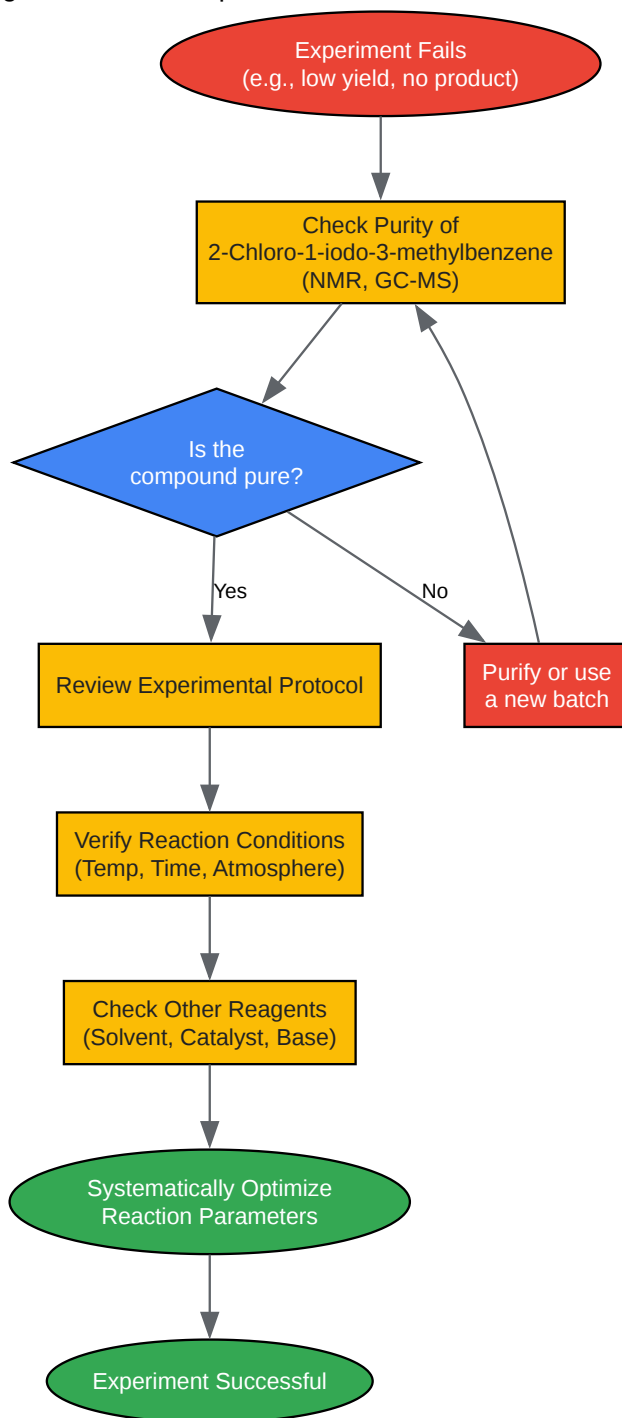 Experiment Fails
(e.g., low yield, no product)
Check Purity of
2-Chloro-1-iodo-3-methylbenzene
(NMR, GC-MS)
Is the
compound pure?
Yes
No
Review Experimental Protocol
Purify or use
a new batch
Verify Reaction Conditions
(Temp, Time, Atmosphere)
Check Other Reagents
(Solvent, Catalyst, Base)
Systematically Optimize
Reaction Parameters
Experiment Successful